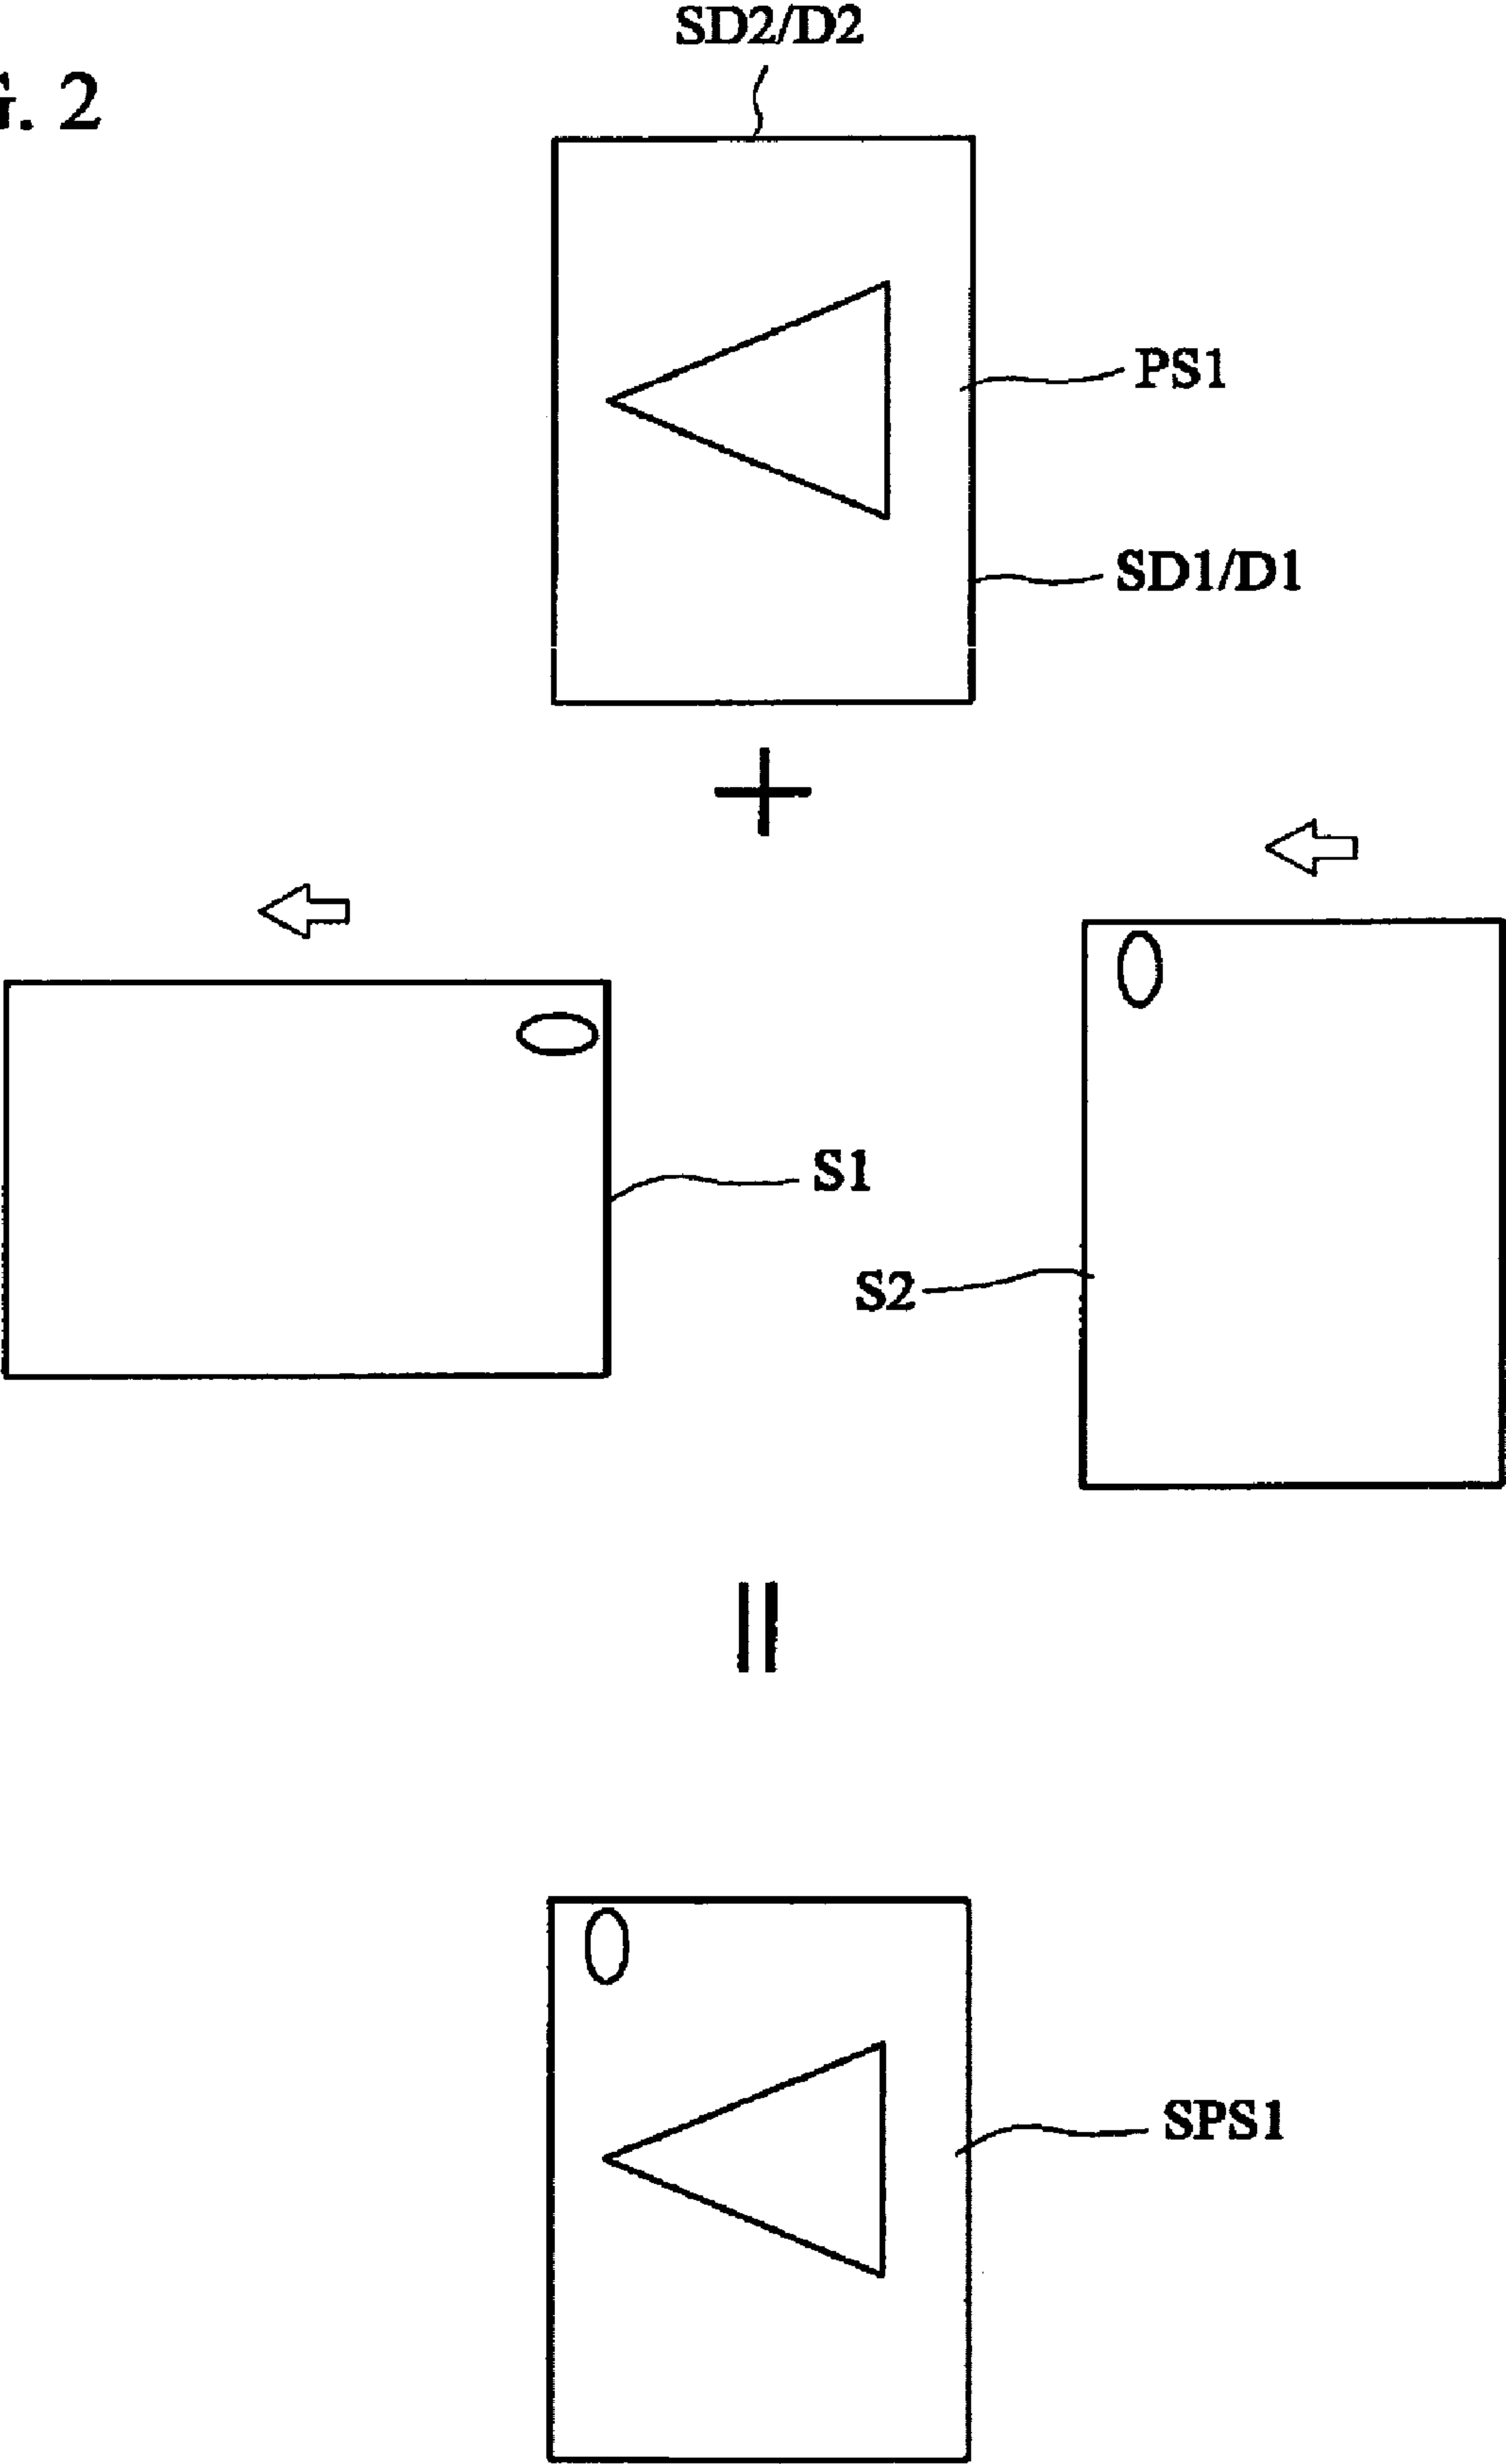 SD2/D2
. 2
PS1
SD1/D1
+
S1
S2
SPS1